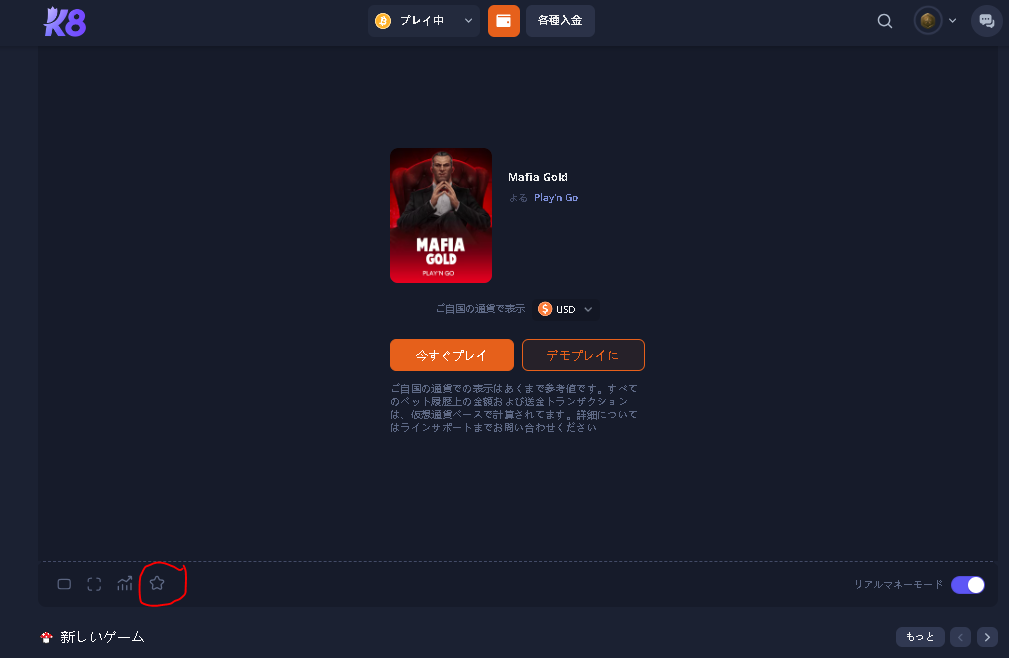 K8
プレイ中
各種入金
Mafia Gold
よる Play'n Go
MAFIA
GOLD
PLAY'N GO
ご自国の通貨で表示 USD
今すぐプレイ
デモプレイに
ご自国の通貨での表示はあくまで参考値です。すべて
のベット履歴上の金額および送金トランザクション
は、仮想通貨ベースで計算されてます。詳細について
はラインサポートまでお問い合わせください
リアルマネーモード
新しいゲーム
もっと